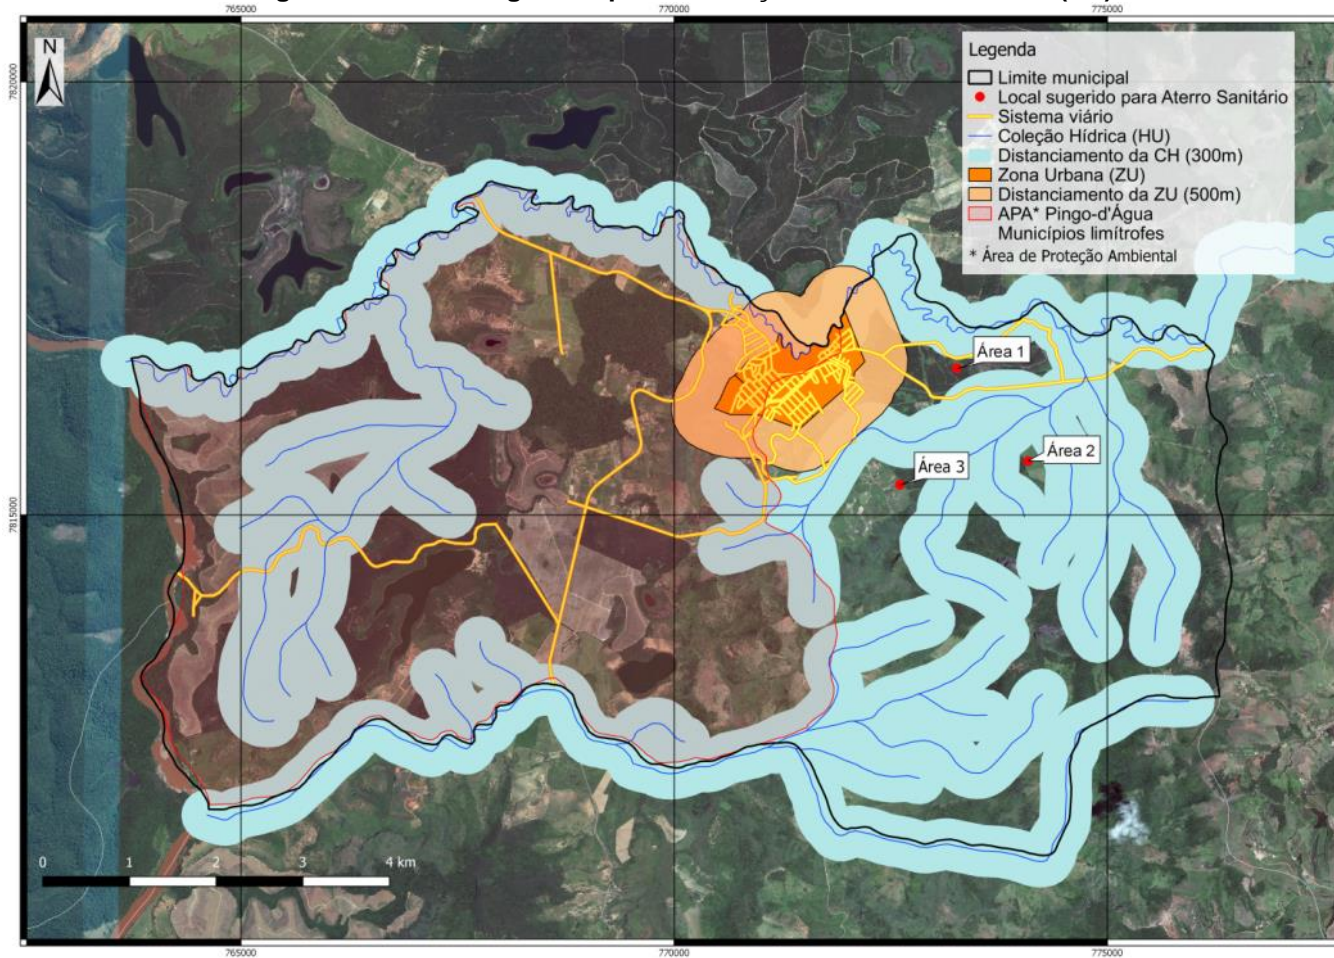 765000
770000
775000
N
7820000
7815000
Legenda
Limite municipal
Local sugerido para Aterro Sanitário
Sistema viário
Coleção Hídrica (HU)
Distanciamento da CH (300m)
Zona Urbana (ZU)
Distanciamento da ZU (500m)
APA* Pingo-d'Água
Municípios limítrofes
* Área de Proteção Ambiental
Área 1
Área 2
Área 3
0 1 2 3 4 km
765000
770000
775000